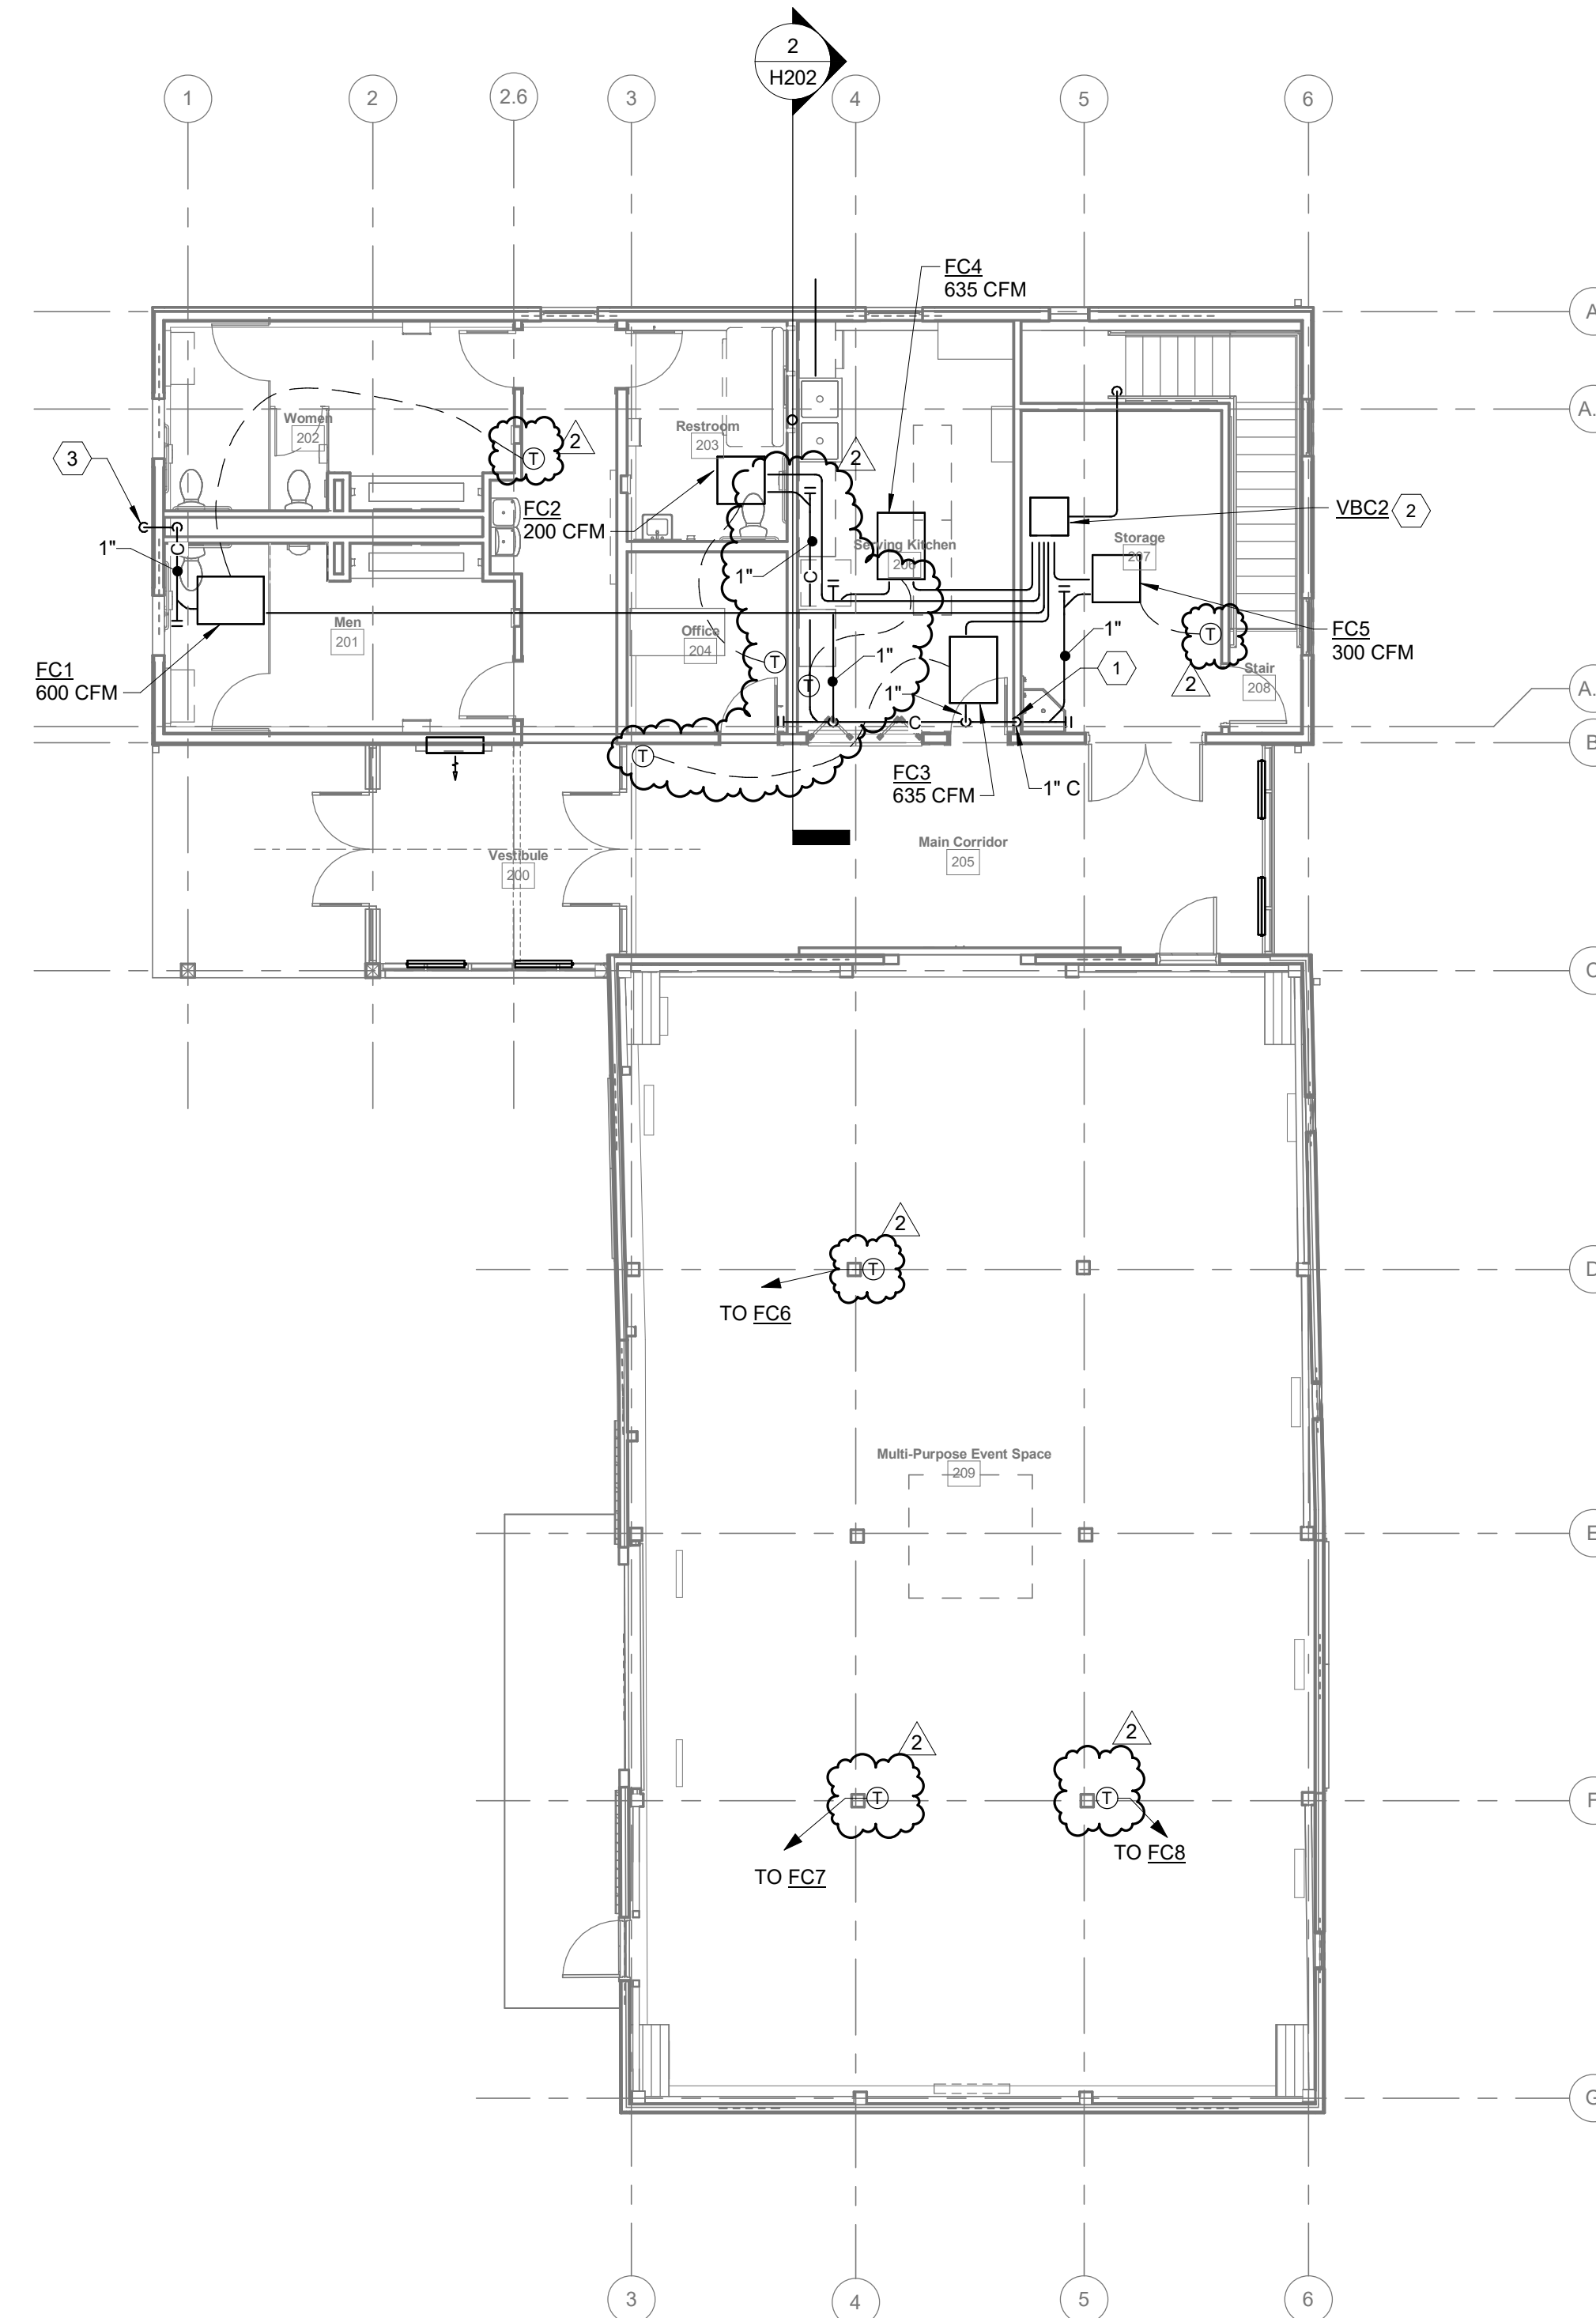 2
H202
1
2
2.6
3
4
5
6
FC4
635 CFM
A
Women
202
Restroom
203
A.
T
2
2
3
FC2
200 CFM
VBC2
2
1"
C
1"
C
Serving Kitchen
Storage
207
Men
201
Office
204
T
T
T
1"
1"
1"
1
FC5
300 CFM
2
Stair
208
FC1
600 CFM
A.
C
B
T
FC3
635 CFM
1" C
Main Corridor
205
Vestibule
200
C
2
T
D
TO FC6
Multi-Purpose Event Space
209
E
2
2
T
T
F
TO FC7
TO FC8
G
3
4
5
6